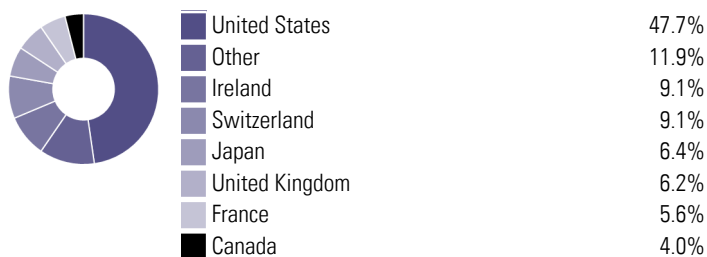 United States 47.7%
Other 11.9%
Ireland 9.1%
Switzerland 9.1%
Japan 6.4%
United Kingdom 6.2%
France 5.6%
Canada 4.0%